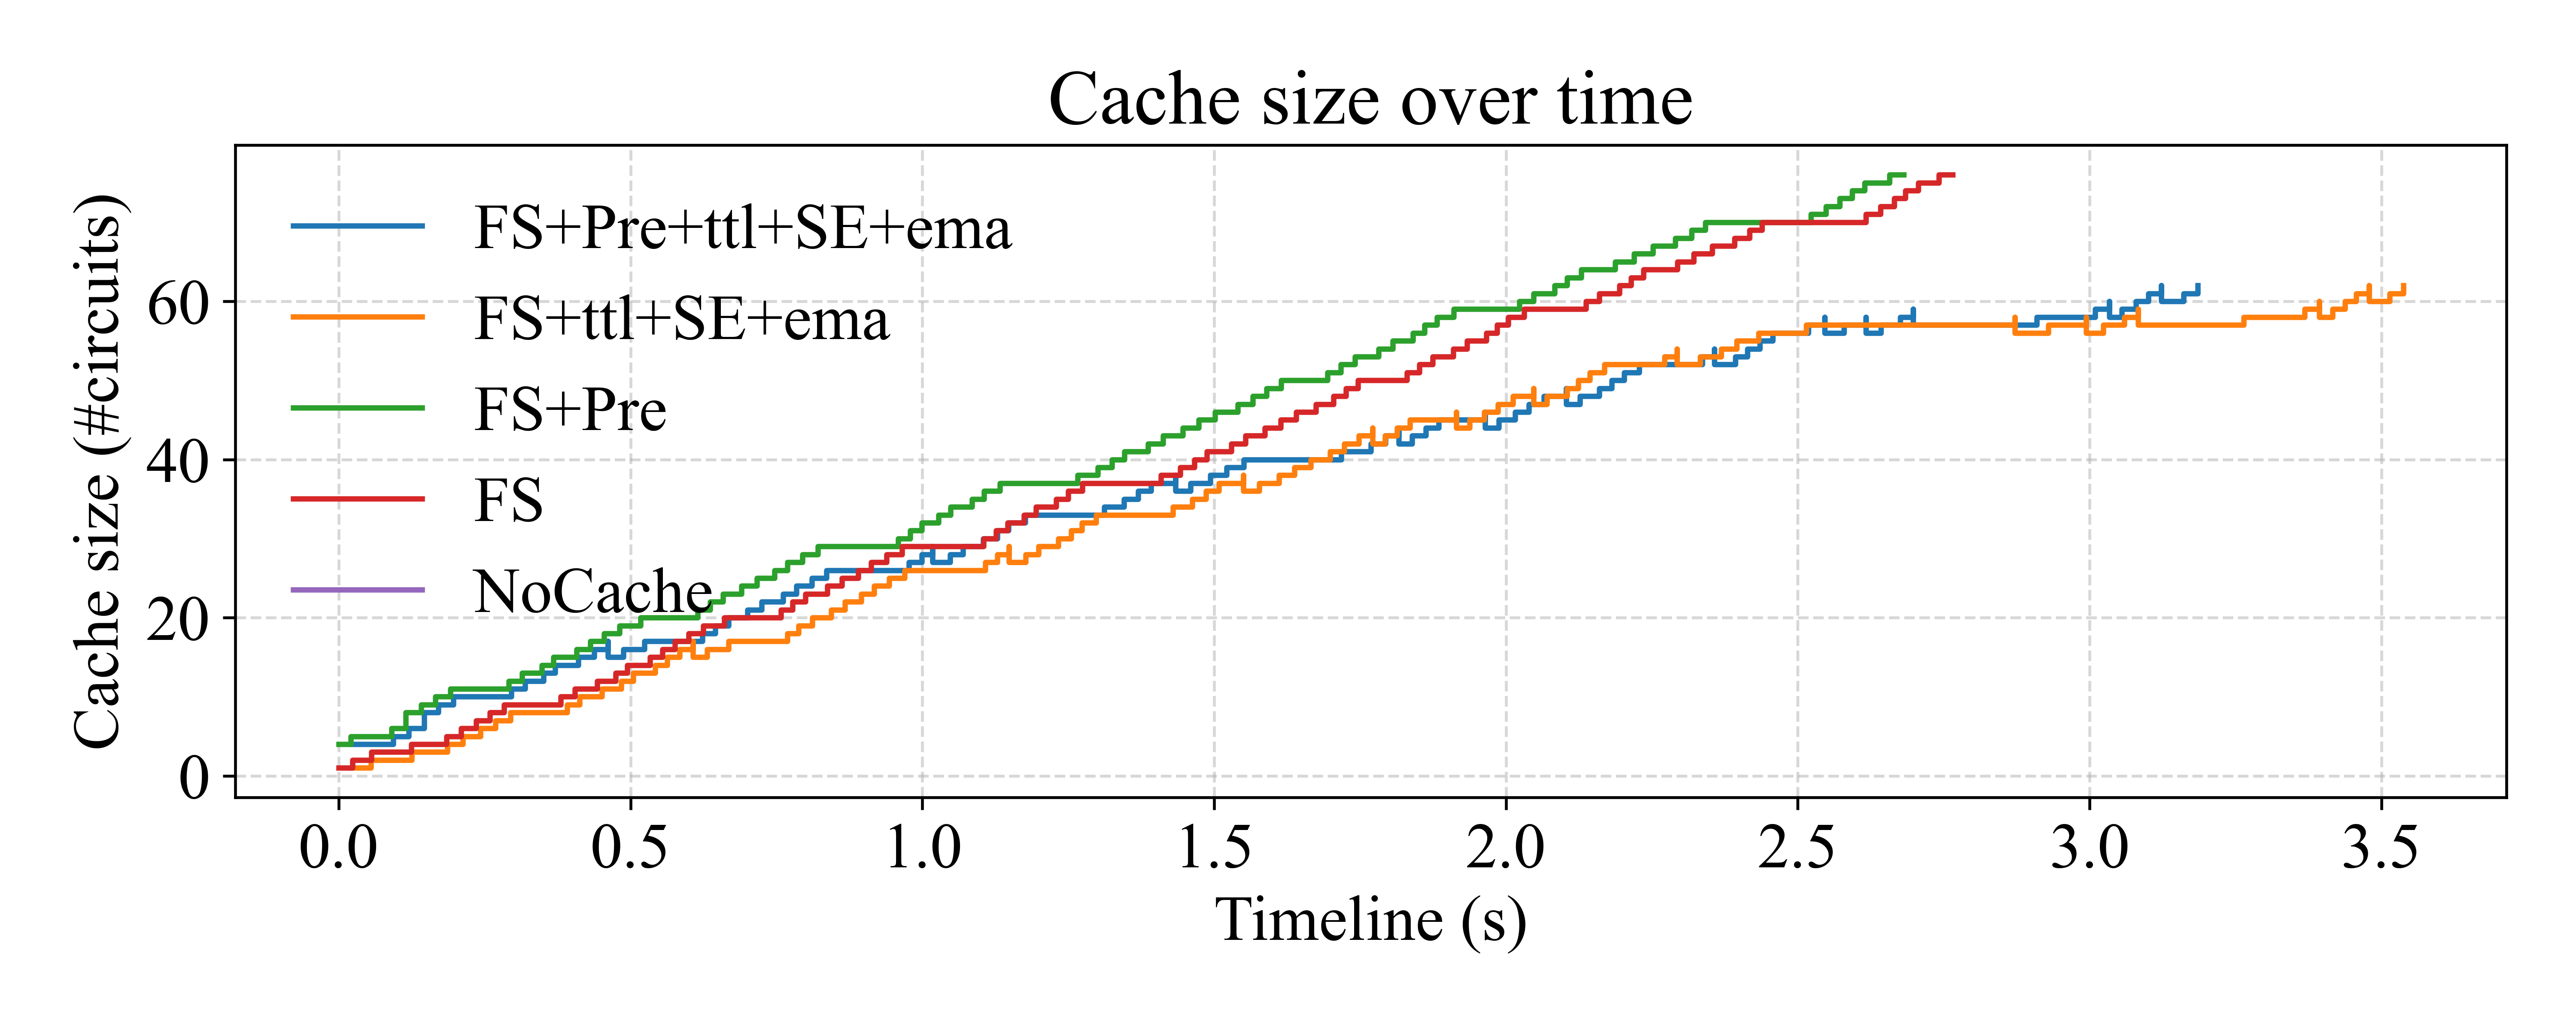 Cache size over time
Cache size (#circuits)
60
40
20
0
FS+Pre+ttl+SE+ema
FS+ttl+SE+ema
FS+Pre
FS
NoCache
0.0 0.5 1.0 1.5 2.0 2.5 3.0 3.5
Timeline (s)